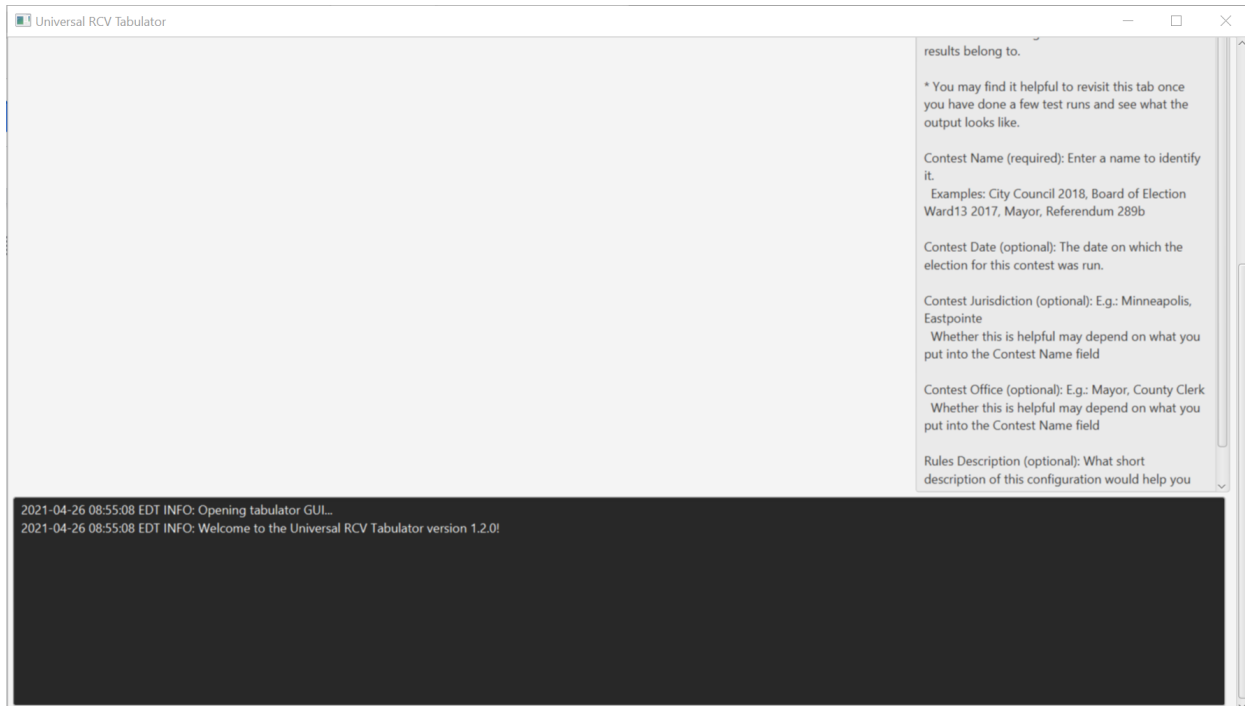 Universal RCV Tabulator
results belong to.
* You may find it helpful to revisit this tab once
you have done a few test runs and see what the
output looks like.
Contest Name (required): Enter a name to identify
it.
Examples: City Council 2018, Board of Election
Ward13 2017, Mayor, Referendum 289b
Contest Date (optional): The date on which the
election for this contest was run.
Contest Jurisdiction (optional): E.g.: Minneapolis,
Eastpointe
Whether this is helpful may depend on what you
put into the Contest Name field
Contest Office (optional): E.g.: Mayor, County Clerk
Whether this is helpful may depend on what you
put into the Contest Name field
Rules Description (optional): What short
description of this configuration would help you
2021-04-26 08:55:08 EDT INFO: Opening tabulator GUI...
2021-04-26 08:55:08 EDT INFO: Welcome to the Universal RCV Tabulator version 1.2.0!